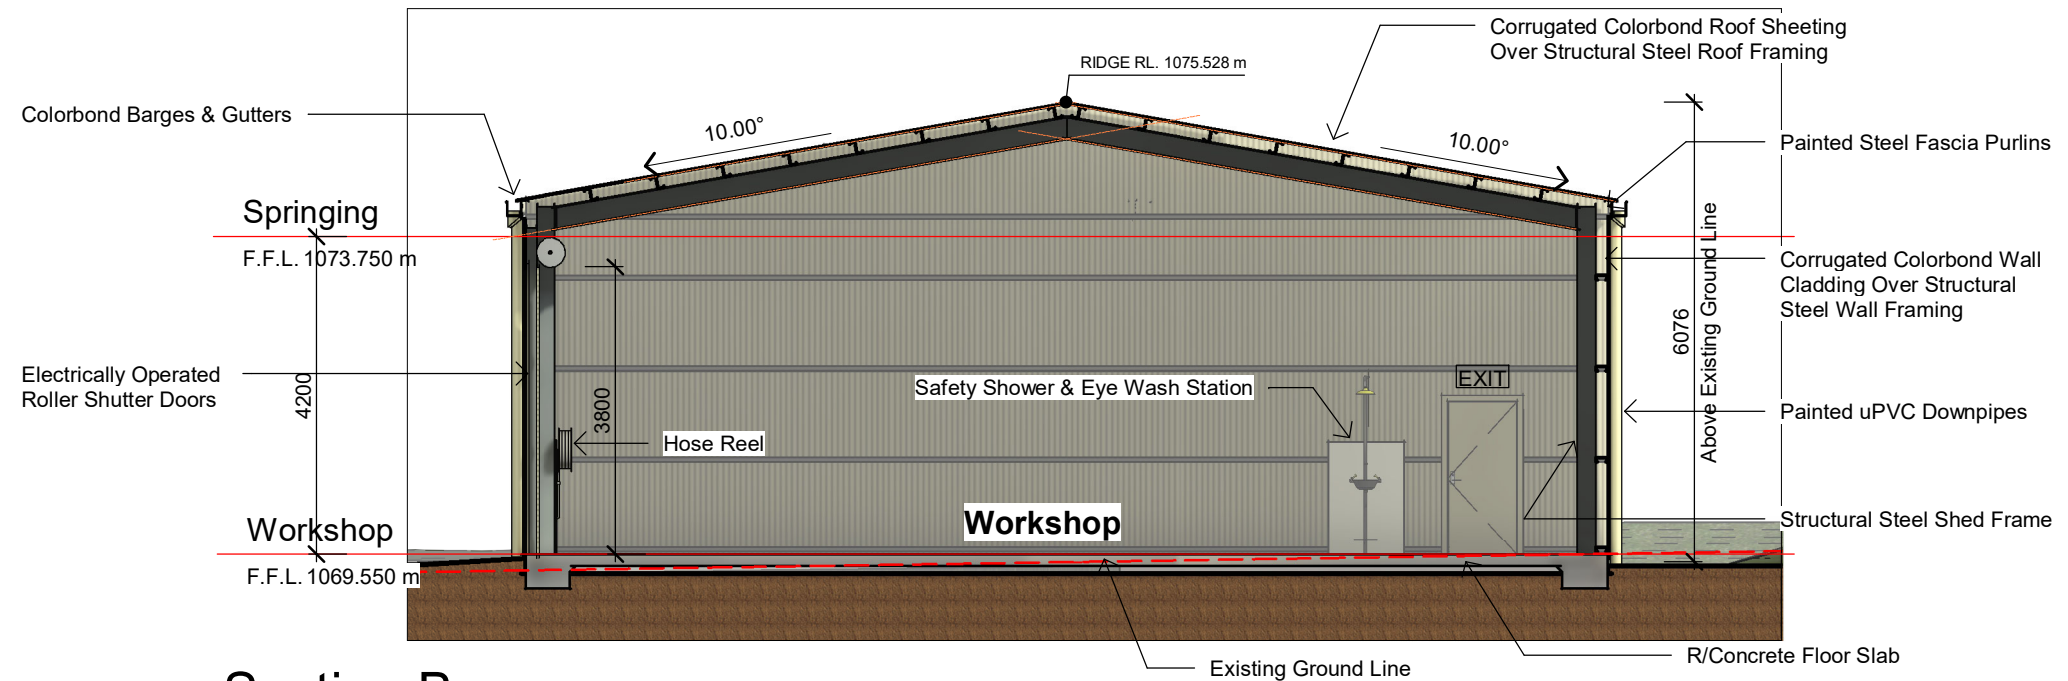 Corrugated Colorbond Roof Sheeting
Over Structural Steel Roof Framing
RIDGE RL. 1075.528 m
Colorbond Barges & Gutters
10.00°
10.00°
Painted Steel Fascia Purlins
Springing
F.F.L. 1073.750 m
Corrugated Colorbond Wall
Cladding Over Structural
Steel Wall Framing
6076
Above Existing Ground Line
Electrically Operated
Roller Shutter Doors
4200
3800
EXIT
Safety Shower & Eye Wash Station
Painted uPVC Downpipes
Hose Reel
Workshop
Workshop
Structural Steel Shed Frame
F.F.L. 1069.550 m
R/Concrete Floor Slab
Existing Ground Line